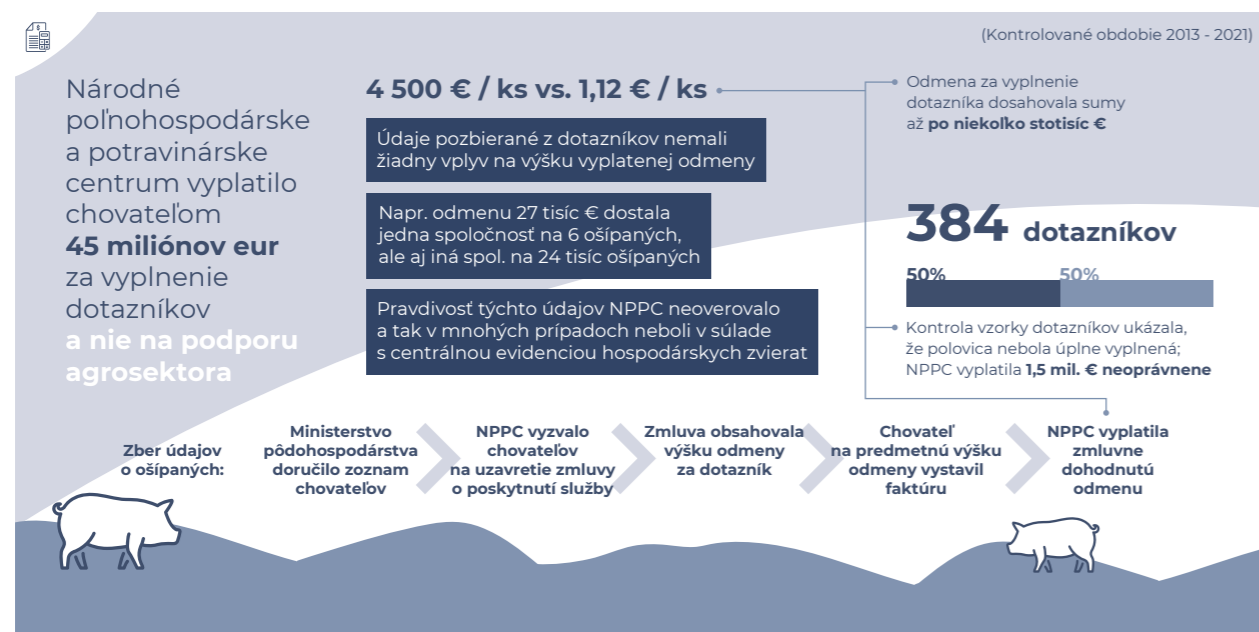 (Kontrolované obdobie 2013 - 2021)
Národné
poľnohospodárske
a potravinárske
centrum vyplatilo
chovateľom
45 miliónov eur
za vyplnenie
dotazníkov
a nie na podporu
agrosektora
4 500 € / ks vs. 1,12 € / ks
Údaje pozbierané z dotazníkov nemali
žiadny vplyv na výšku vyplatenej odmeny
Napr. odmenu 27 tisíc € dostala
jedna spoločnosť na 6 ošípaných,
ale aj iná spol. na 24 tisíc ošípaných
Pravdivosť týchto údajov NPPC neoverovalo
a tak v mnohých prípadoch neboli v súlade
s centrálnou evidenciou hospodárskych zvierat
Odmena za vyplnenie
dotazníka dosahovala sumy
až po niekoľko stotisíc €
384 dotazníkov
50% 50%
Kontrola vzorky dotazníkov ukázala,
že polovica nebola úplne vyplnená;
NPPC vyplatila 1,5 mil. € neoprávnene
Zber údajov
o ošípaných:
Ministerstvo
pôdohospodárstva
doručilo zoznam
chovateľov
NPPC vyzvalo
chovateľov
na uzavretie zmluvy
o poskytnutí služby
Zmluva obsahovala
výšku odmeny
za dotazník
Chovateľ
na predmetnú výšku
odmeny vystavil
faktúru
NPPC vyplatila
zmluvne
dohodnutú
odmenu